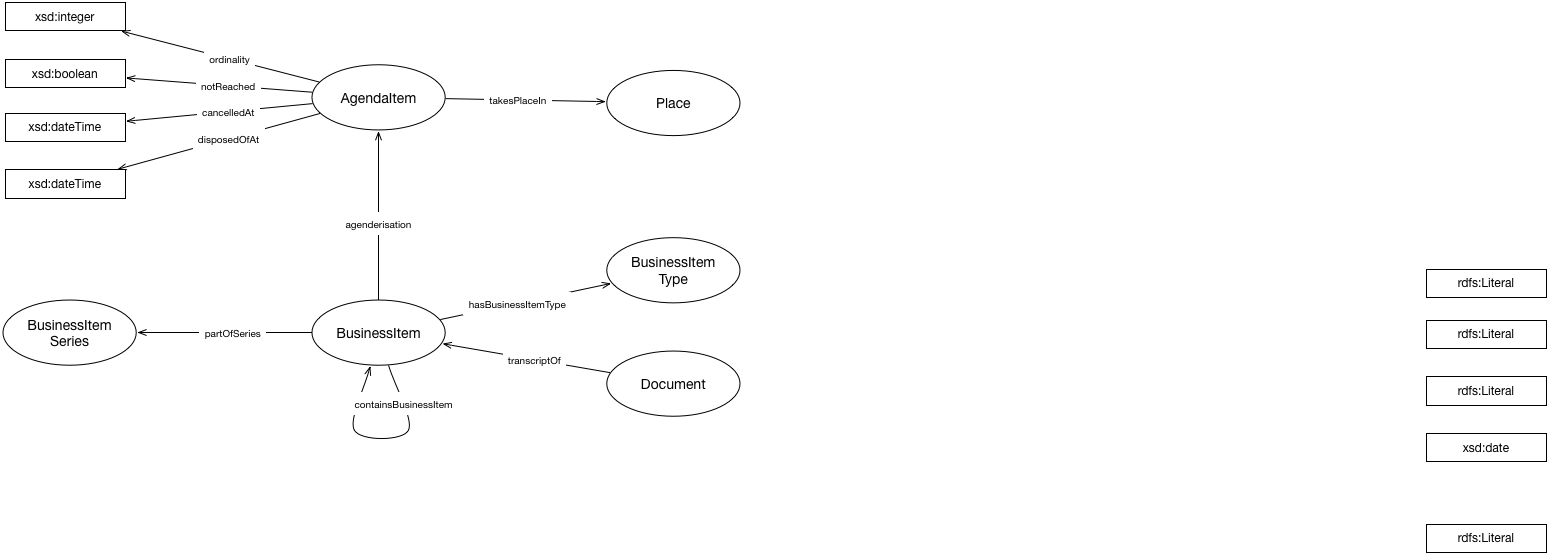 xsd:integer
ordinality
xsd:boolean
notReached
AgendaItem
takesPlaceIn
Place
cancelledAt
xsd:dateTime
disposedOfAt
xsd:dateTime
agenderisation
BusinessItem
Type
rdfs:Literal
hasBusinessItemType
BusinessItem
Series
partOfSeries
BusinessItem
rdfs:Literal
transcriptOf
Document
rdfs:Literal
containsBusinessItem
xsd:date
rdfs:Literal